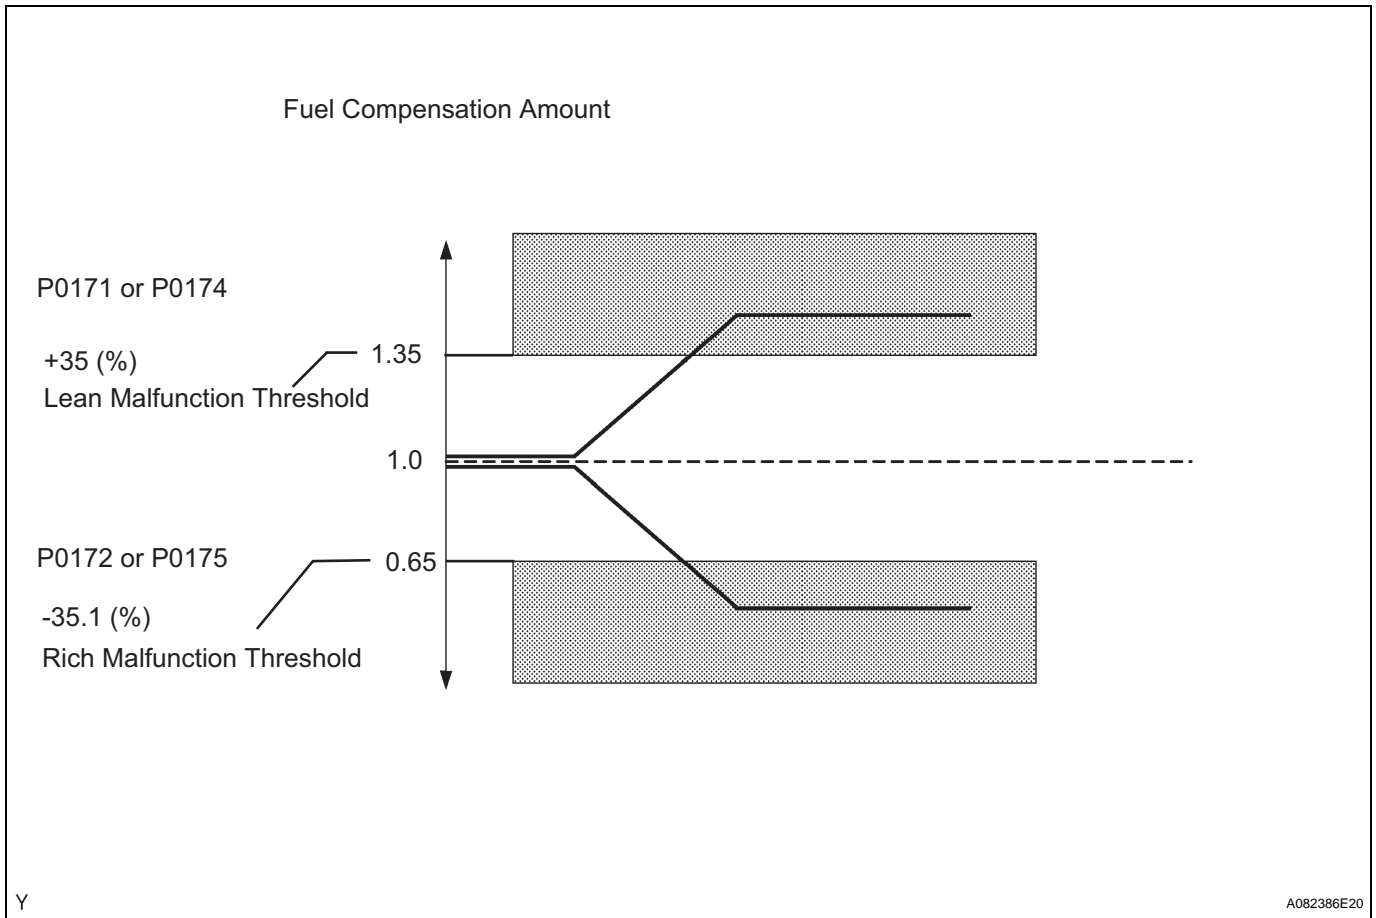 Fuel Compensation Amount
P0171 or P0174
+35 (%)
Lean Malfunction Threshold
1.35
1.0
P0172 or P0175
0.65
-35.1 (%)
Rich Malfunction Threshold
Y
A082386E20